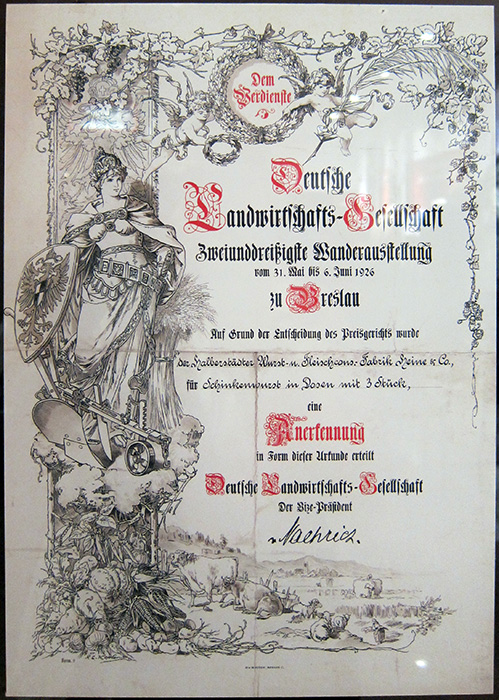 Dem
Verdienste
Deutsche
Landwirtschafts-Gesellschaft
Zweiunddreißigste Wanderausstellung
vom 31. Mai bis 6. Juni 1926
zu Breslau
Auf Grund der Entscheidung des Preisgerichts wurde
der Halberstädter Wurst- u. Fleischcons.-Fabrik Heine & Co.,
für Schinkenwurst in Dosen mit 3 Stück,
eine
Anerkennung
in Form dieser Urkunde erteilt
Deutsche Landwirtschafts-Gesellschaft
Der Vize-Präsident